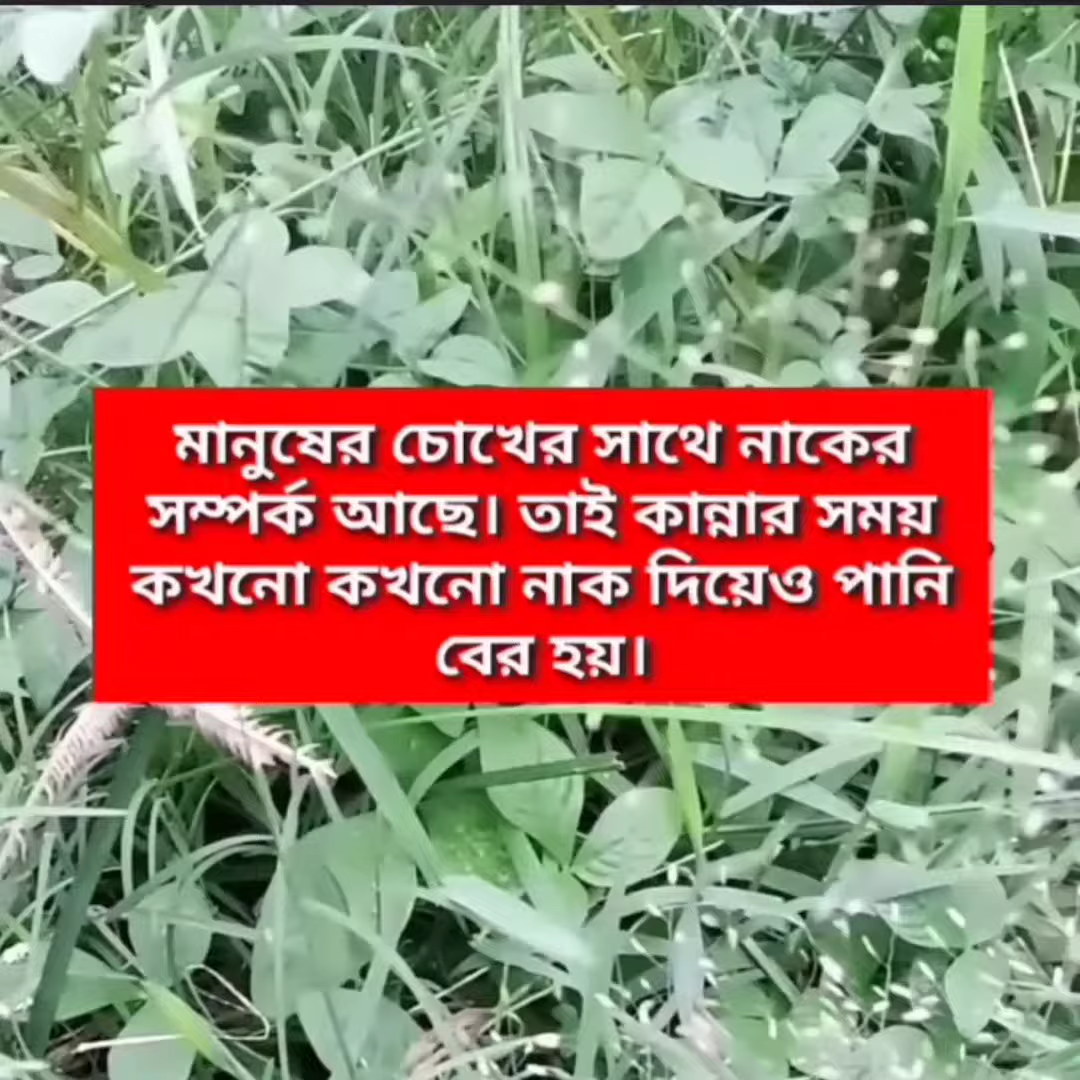 মানুষের চোখের সাথে নাকের
সম্পর্ক আছে। তাই কান্নার সময়
কখনো কখনো নাক দিয়েও পানি
বের হয়।